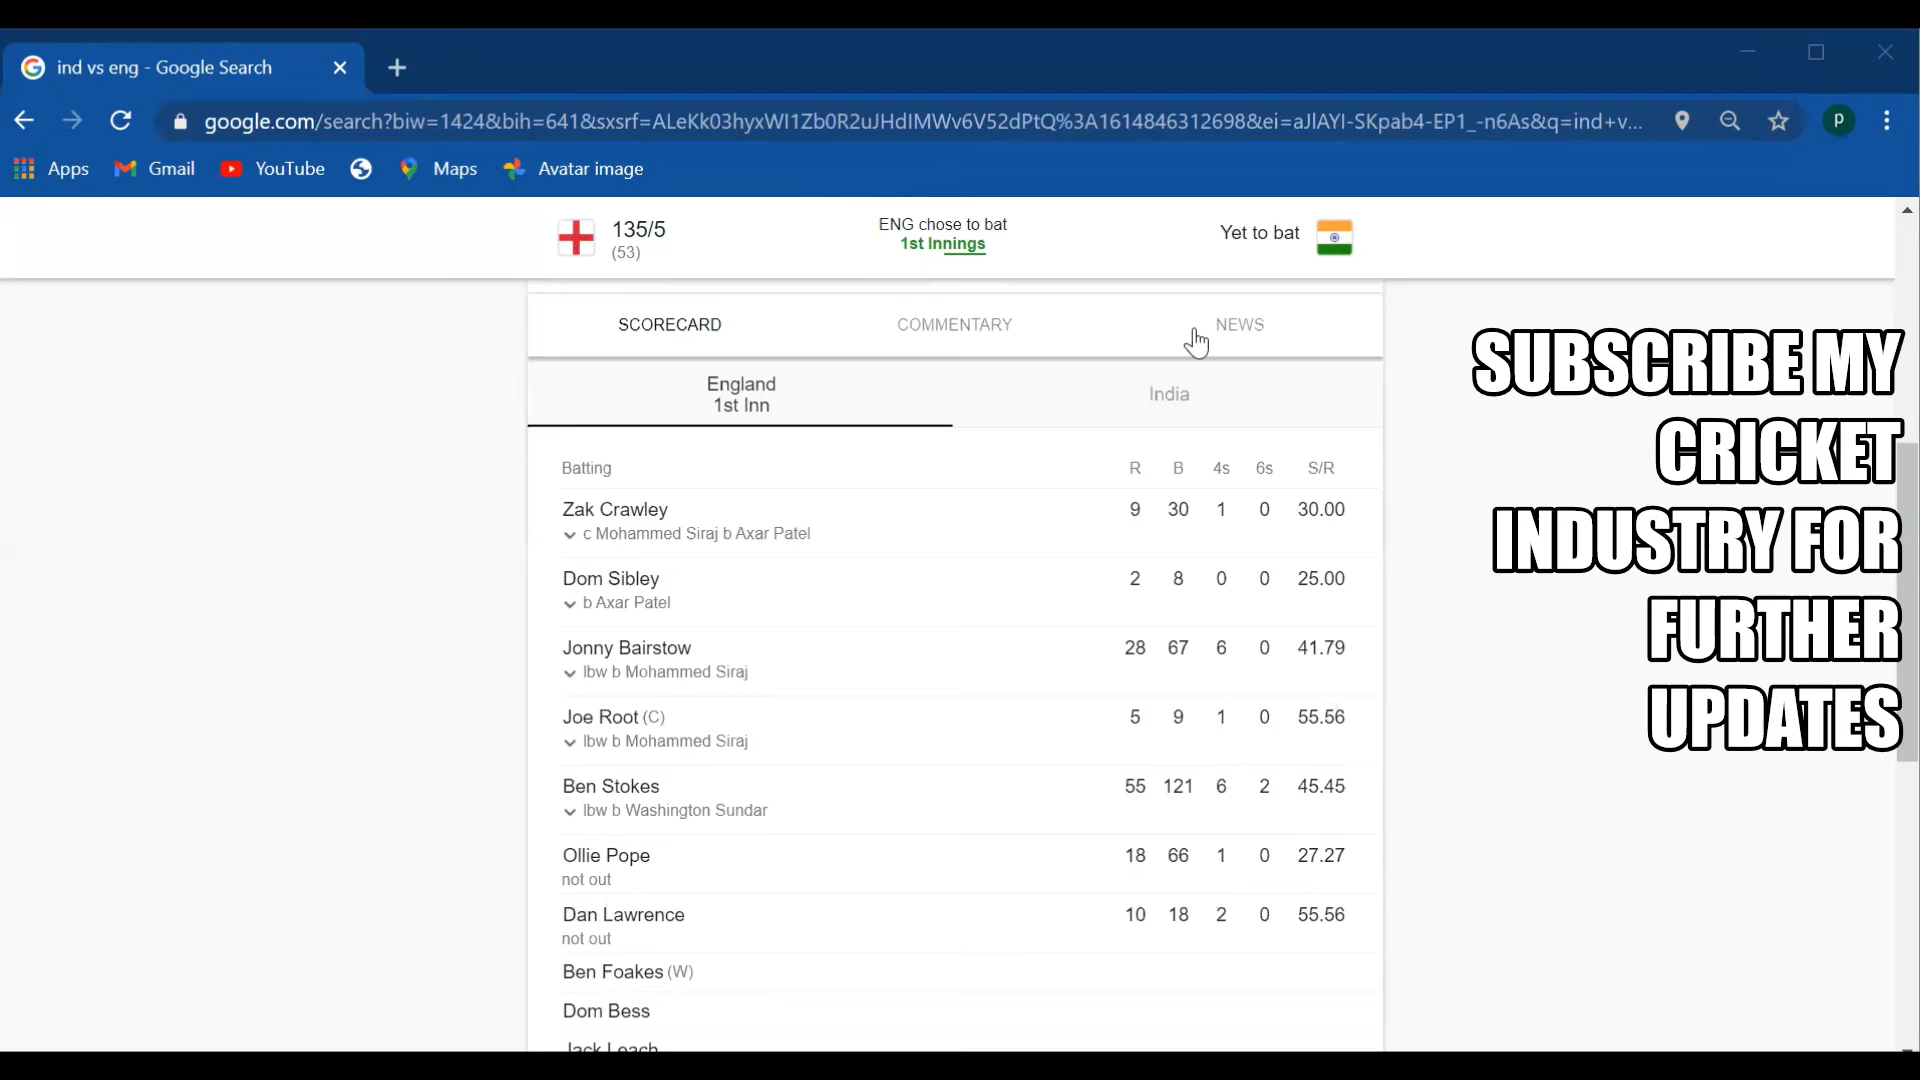 ind vs eng - Google Search
google.com/search?biw=1424&bih=641&sxsrf=ALeKk03hyxWI1Zb0R2uJHdIMWv6V52dPtQ%3A1614846312698&ei=aJlAYI-SKpab4-EP1_-n6As&q=ind+v...
P
Apps Gmail YouTube Maps Avatar image
135/5 ENG chose to bat Yet to bat
(53) 1st Innings
SCORECARD COMMENTARY NEWS
England India
1st Inn
Batting R B 4s 6s S/R
Zak Crawley 9 30 1 0 30.00
c Mohammed Siraj b Axar Patel
Dom Sibley 2 8 0 0 25.00
b Axar Patel
Jonny Bairstow 28 67 6 0 41.79
lbw b Mohammed Siraj
Joe Root (C) 5 9 1 0 55.56
lbw b Mohammed Siraj
Ben Stokes 55 121 6 2 45.45
lbw b Washington Sundar
Ollie Pope 18 66 1 0 27.27
not out
Dan Lawrence 10 18 2 0 55.56
not out
Ben Foakes (W)
Dom Bess
Jack Leach
SUBSCRIBE MY
CRICKET
INDUSTRY FOR
FURTHER
UPDATES